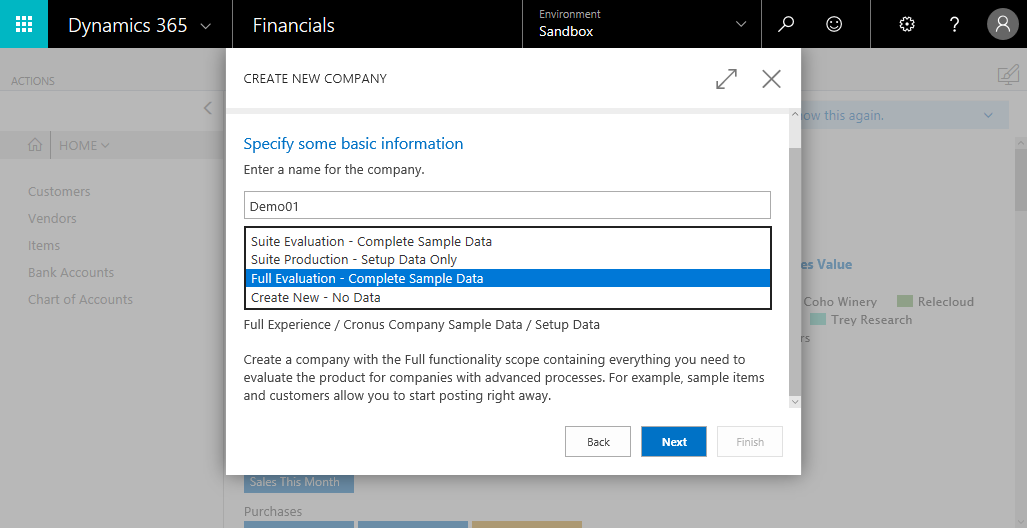 Dynamics 365
Financials
Environment
Sandbox
?
ACTIONS
CREATE NEW COMPANY
HOME
Customers
Vendors
Items
Bank Accounts
Chart of Accounts
Specify some basic information
Enter a name for the company.
Demo01
Suite Evaluation - Complete Sample Data
Suite Production - Setup Data Only
Full Evaluation - Complete Sample Data
Create New - No Data
Full Experience / Cronus Company Sample Data / Setup Data
Create a company with the Full functionality scope containing everything you need to
evaluate the product for companies with advanced processes. For example, sample items
and customers allow you to start posting right away.
Back
Next
Finish
this again.
Value
Coho Winery
Relecloud
Trey Research
Sales This Month
Purchases